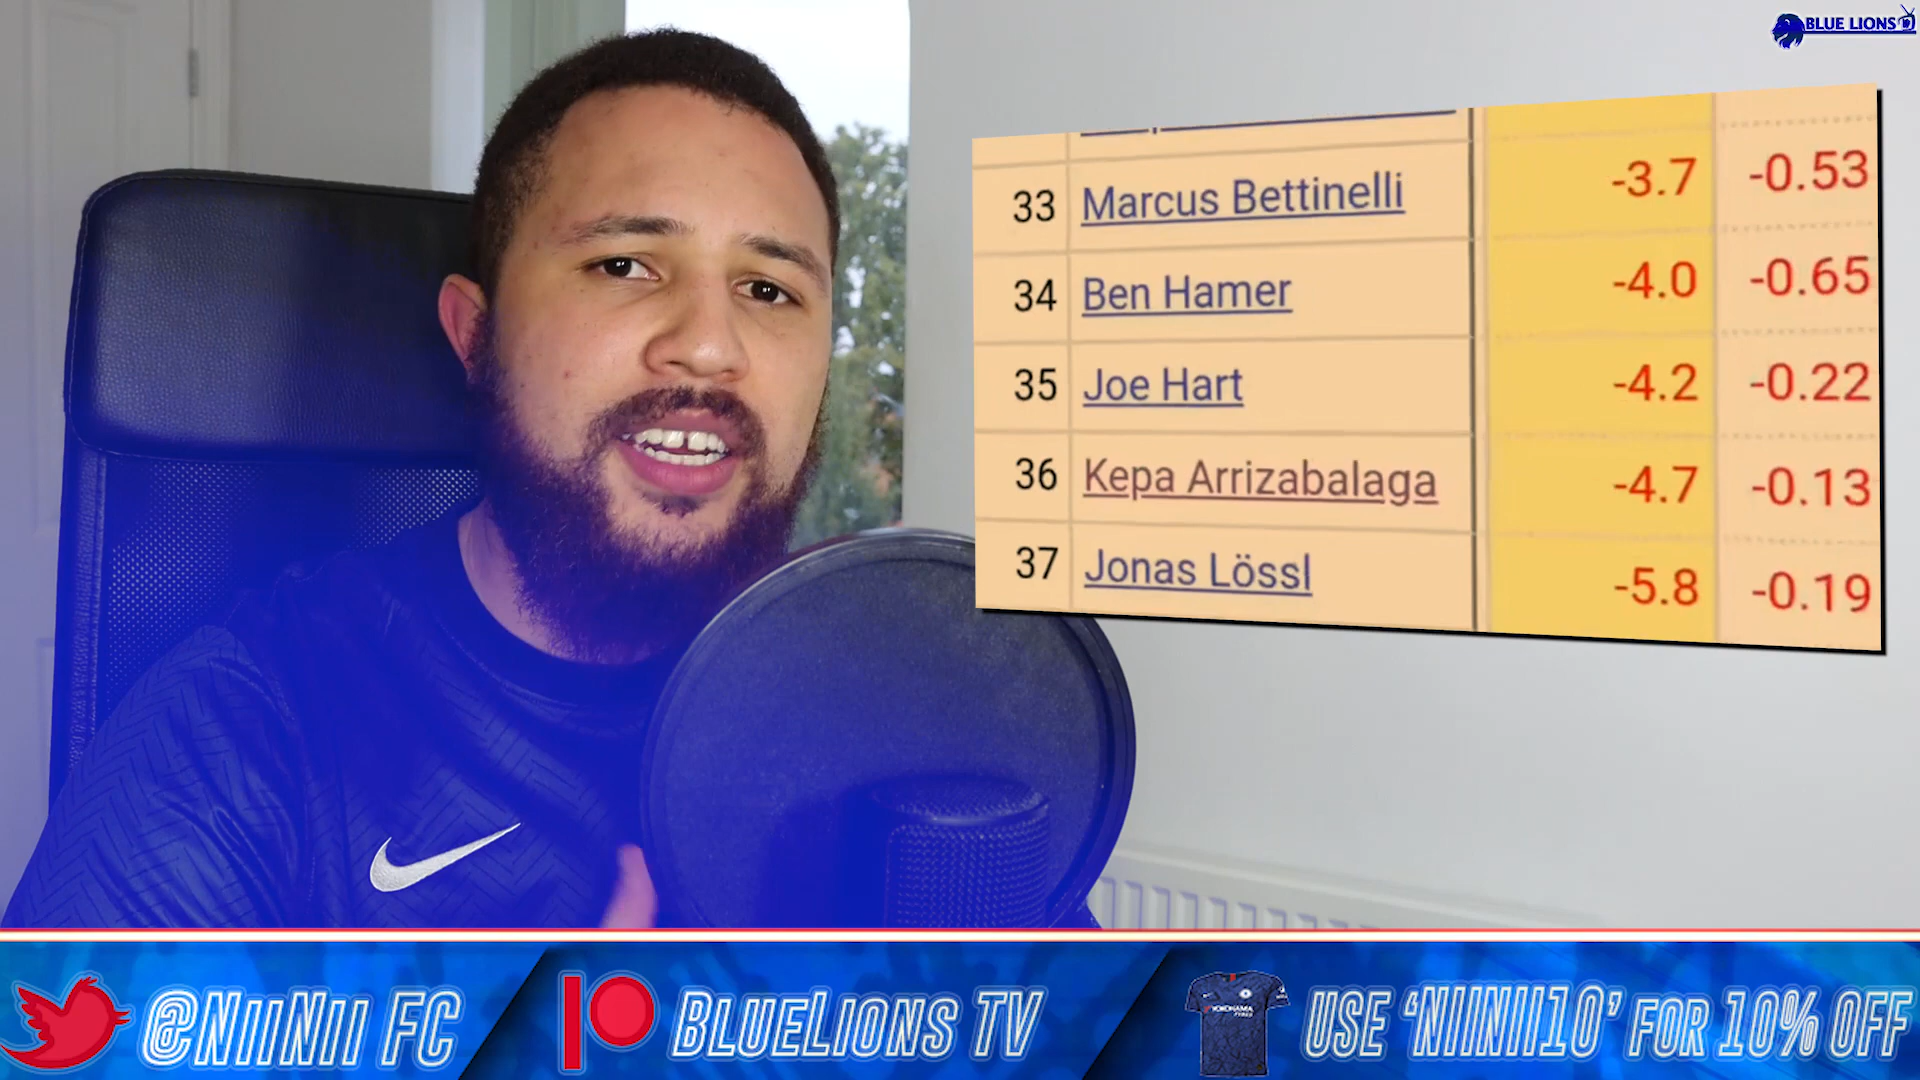 BLUE LIONS
33 Marcus Bettinelli -3.7 -0.53
34 Ben Hamer -4.0 -0.65
35 Joe Hart -4.2 -0.22
36 Kepa Arrizabalaga -4.7 -0.13
37 Jonas Lössl -5.8 -0.19
@NiiNii FC
BLUELIONS TV
YOKOHAMA
USE 'NIINII10' FOR 10% OFF